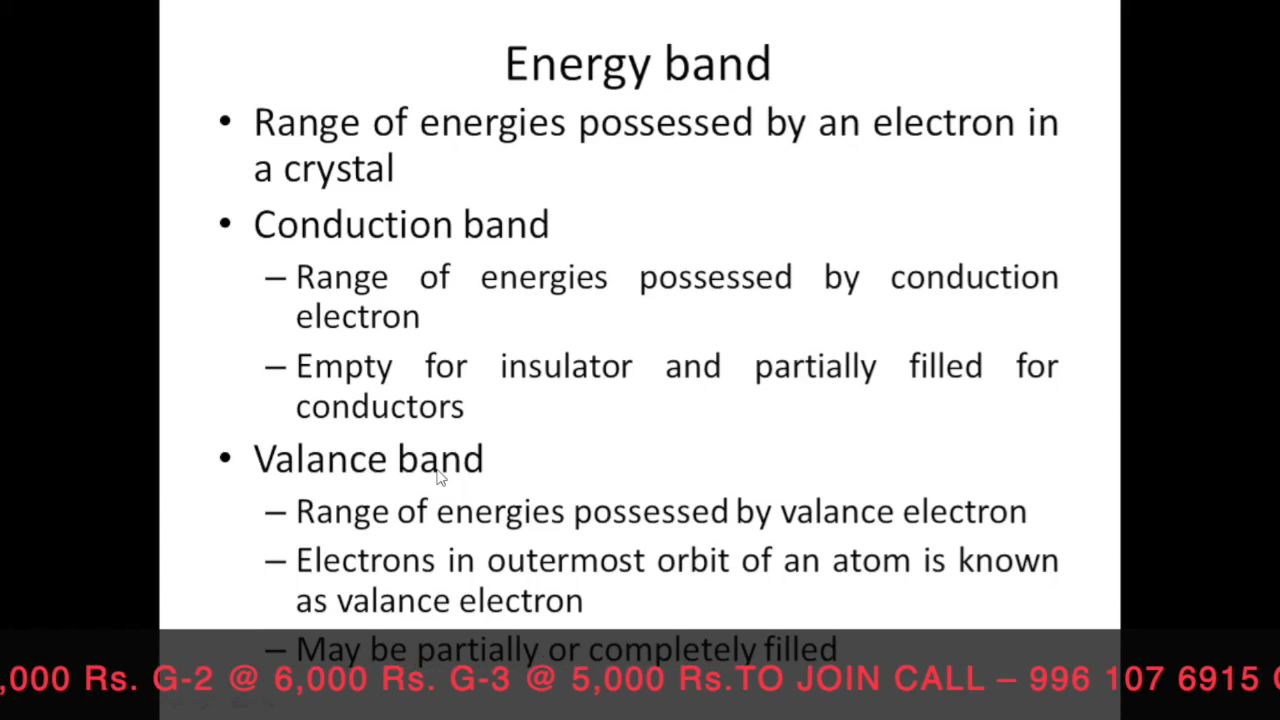 Energy band
• Range of energies possessed by an electron in
a crystal
• Conduction band
– Range of energies possessed by conduction
electron
– Empty for insulator and partially filled for
conductors
• Valance band
– Range of energies possessed by valance electron
– Electrons in outermost orbit of an atom is known
as valance electron
– May be partially or completely filled
,000 Rs. G-2 @ 6,000 Rs. G-3 @ 5,000 Rs.TO JOIN CALL – 996 107 6915